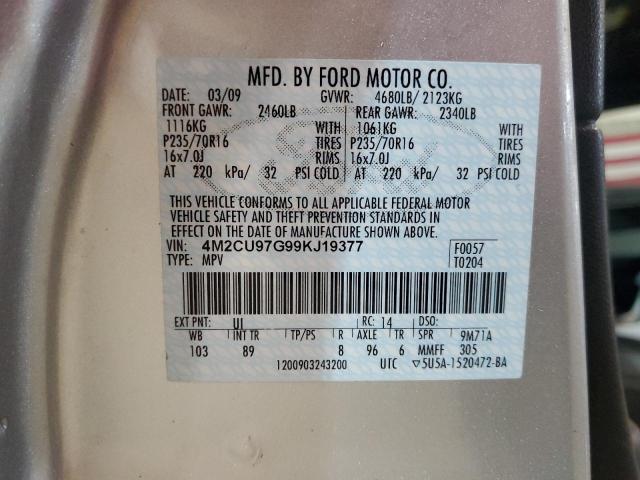 MFD. BY FORD MOTOR CO.
DATE: 03/09 GVWR: 4680LB/ 2123KG
FRONT GAWR: 2460LB REAR GAWR: 2340LB
1116KG WITH 1061KG WITH
P235/70R16 TIRES P235/70R16 TIRES
16x7.0J RIMS 16x7.0J RIMS
AT 220 kPa/ 32 PSI COLD AT 220 kPa/ 32 PSI COLD
THIS VEHICLE CONFORMS TO ALL APPLICABLE FEDERAL MOTOR
VEHICLE SAFETY AND THEFT PREVENTION STANDARDS IN
EFFECT ON THE DATE OF MANUFACTURE SHOWN ABOVE.
VIN: 4M2CU97G99KJ19377 F0057
TYPE: MPV T0204
EXT PNT: UI RC: 14 DSO:
WB INT TR TP/PS R AXLE TR SPR 9M71A
103 89 8 96 6 MMFF 305
1200903243200 UTC ▽5U5A-1520472-BA